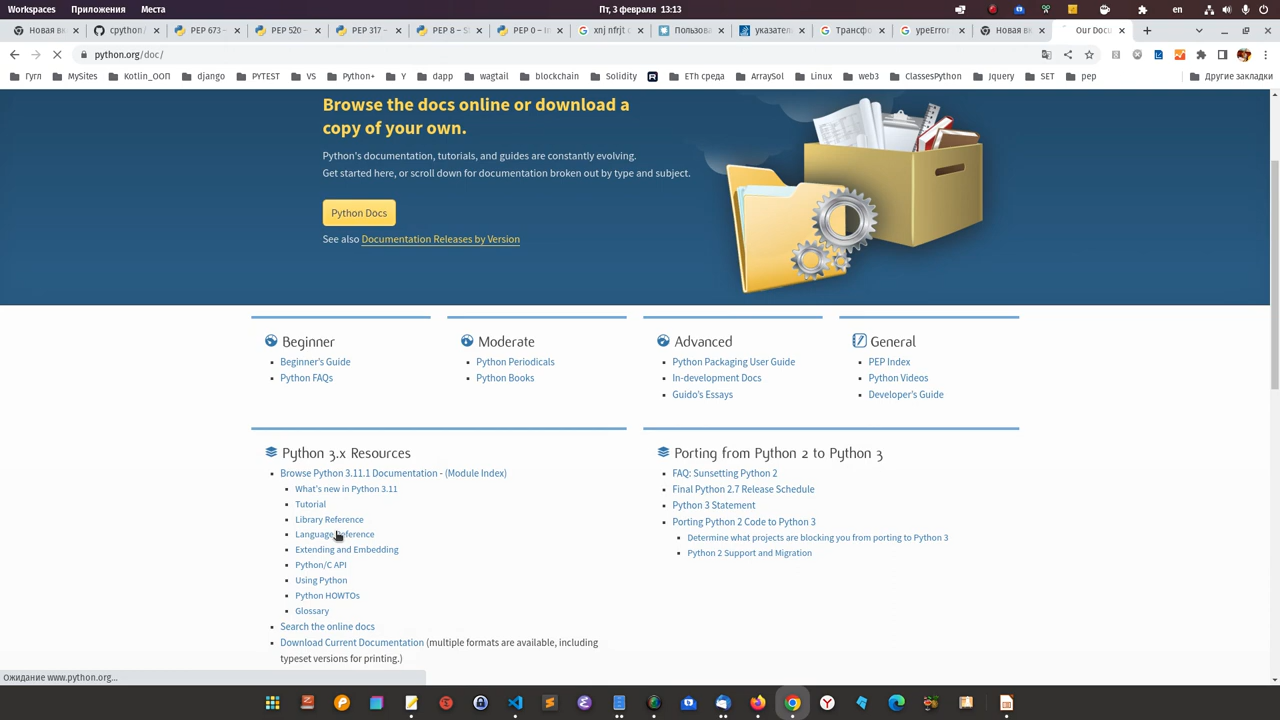 Workspaces Приложения Места Пт, 3 февраля 13:13 en
Новая вк cpython/ PEP 673 – PEP 520 – PEP 317 – PEP 8 – S PEP 0 – In xnj nfrjt c Пользова указател Трансфо ypeError Новая вк Our Docu
python.org/doc/
Гугл MySites Kotlin_ООП django PYTEST VS Python+ Y dapp wagtail blockchain Solidity ETh среда ArraySol Linux web3 ClassesPython Jquery SET pep Другие закладки
Browse the docs online or download a
copy of your own.
Python's documentation, tutorials, and guides are constantly evolving.
Get started here, or scroll down for documentation broken out by type and subject.
Python Docs
See also Documentation Releases by Version
Beginner
Beginner's Guide
Python FAQs
Moderate
Python Periodicals
Python Books
Advanced
Python Packaging User Guide
In-development Docs
Guido's Essays
General
PEP Index
Python Videos
Developer's Guide
Python 3.x Resources
Browse Python 3.11.1 Documentation - (Module Index)
What's new in Python 3.11
Tutorial
Library Reference
Language Reference
Extending and Embedding
Python/C API
Using Python
Python HOWTOs
Glossary
Search the online docs
Download Current Documentation (multiple formats are available, including
typeset versions for printing.)
Porting from Python 2 to Python 3
FAQ: Sunsetting Python 2
Final Python 2.7 Release Schedule
Python 3 Statement
Porting Python 2 Code to Python 3
Determine what projects are blocking you from porting to Python 3
Python 2 Support and Migration
Ожидание www.python.org...